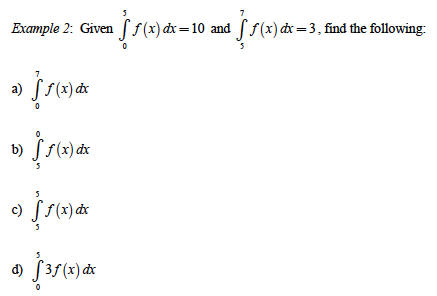 Example 2: Given ∫₀⁵ f(x) dx = 10 and ∫₅⁷ f(x) dx = 3, find the following:
a) ∫₀⁷ f(x) dx
b) ∫₅⁰ f(x) dx
c) ∫₅⁵ f(x) dx
d) ∫₀⁵ 3f(x) dx